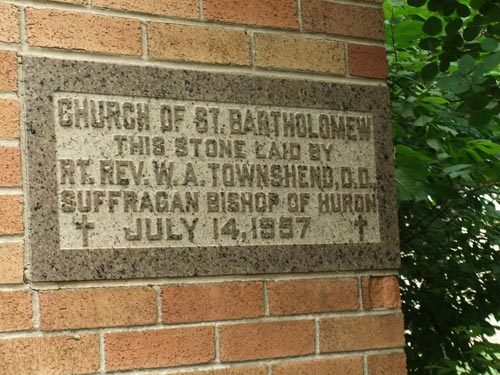 CHURCH OF ST. BARTHOLOMEW
THIS STONE LAID BY
RT. REV. W. A. TOWNSHEND, D.D.,
SUFFRAGAN BISHOP OF HURON
JULY 14, 1957